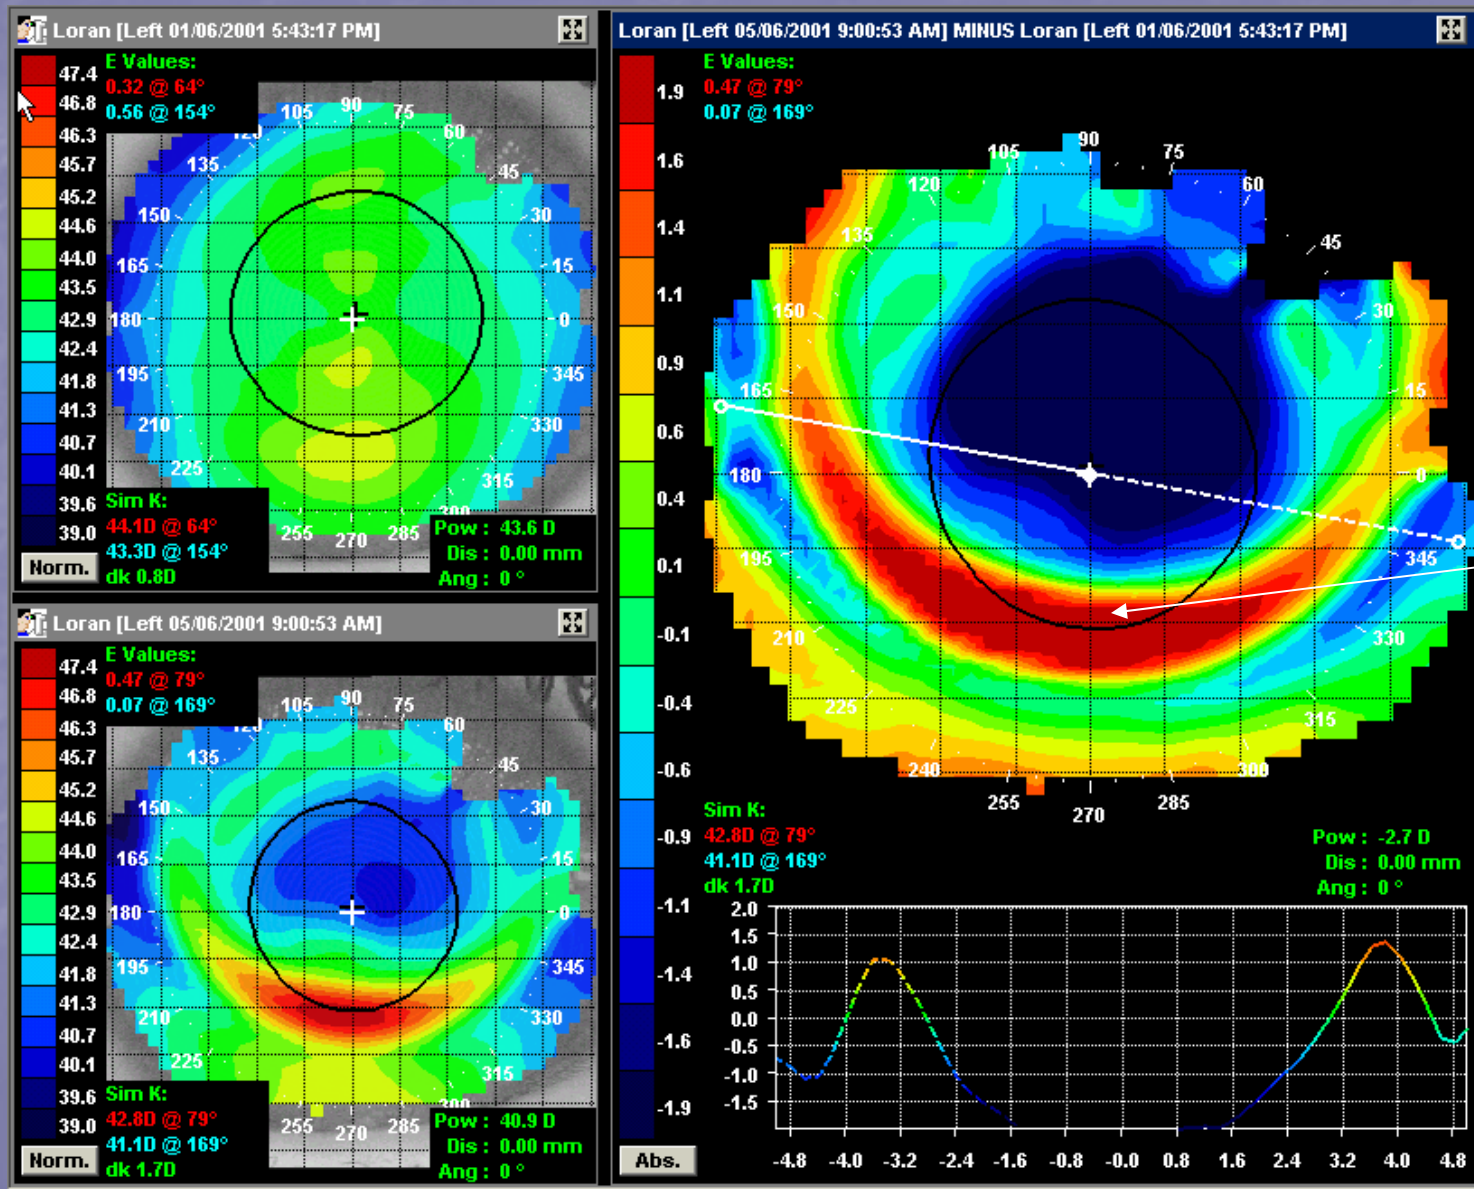 Loran [Left 01/06/2001 5:43:17 PM]
E Values:
0.32 @ 64°
0.56 @ 154°
47.4
46.8
46.3
45.7
45.2
44.6
44.0
43.5
42.9
42.4
41.8
41.3
40.7
40.1
39.6
39.0
105 90 75
120 60
135 45
150 30
165 15
180 0
195 345
210 330
225 315
300
255 270 285
Sim K:
44.1D @ 64°
43.3D @ 154°
dk 0.8D
Pow : 43.6 D
Dis : 0.00 mm
Ang : 0 °
Norm.
Loran [Left 05/06/2001 9:00:53 AM]
E Values:
0.47 @ 79°
0.07 @ 169°
47.4
46.8
46.3
45.7
45.2
44.6
44.0
43.5
42.9
42.4
41.8
41.3
40.7
40.1
39.6
39.0
105 90 75
120 60
135 45
150 30
165 15
180 0
195 345
210 330
225 315
300
255 270 285
Sim K:
42.8D @ 79°
41.1D @ 169°
dk 1.7D
Pow : 40.9 D
Dis : 0.00 mm
Ang : 0 °
Norm.
Loran [Left 05/06/2001 9:00:53 AM] MINUS Loran [Left 01/06/2001 5:43:17 PM]
E Values:
0.47 @ 79°
0.07 @ 169°
1.9
1.6
1.4
1.1
0.9
0.6
0.4
0.1
-0.1
-0.4
-0.6
-0.9
-1.1
-1.4
-1.6
-1.9
105 90 75
120 60
135 45
150 30
165 15
180 0
195 345
210 330
225 315
240 300
255 270 285
Sim K:
42.8D @ 79°
41.1D @ 169°
dk 1.7D
Pow : -2.7 D
Dis : 0.00 mm
Ang : 0 °
2.0
1.5
1.0
0.5
0.0
-0.5
-1.0
-1.5
-4.8 -4.0 -3.2 -2.4 -1.6 -0.8 -0.0 0.8 1.6 2.4 3.2 4.0 4.8
Abs.